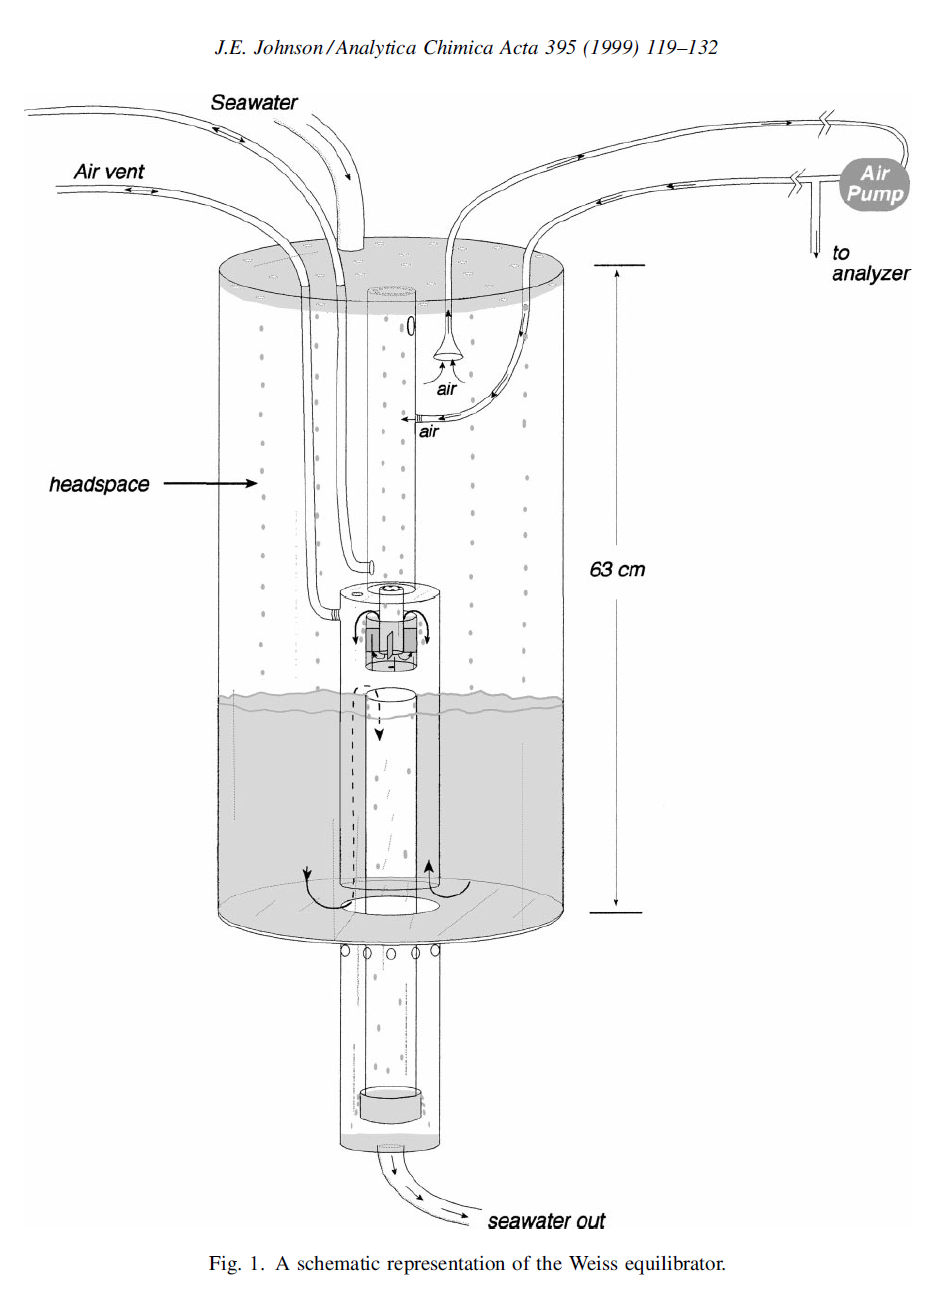 J.E. Johnson / Analytica Chimica Acta 395 (1999) 119–132
Seawater
Air vent
Air
Pump
to
analyzer
air
air
headspace
63 cm
seawater out
Fig. 1. A schematic representation of the Weiss equilibrator.